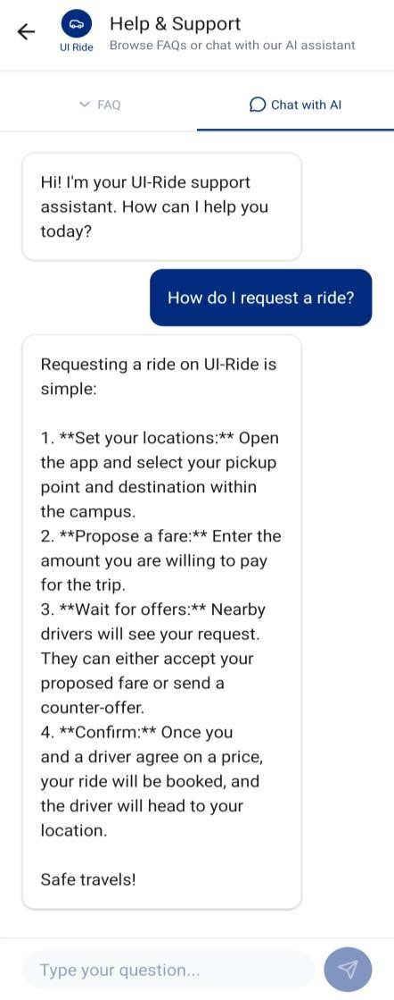 Help & Support
UI Ride
Browse FAQs or chat with our AI assistant
FAQ
Chat with AI
Hi! I'm your UI-Ride support
assistant. How can I help you
today?
How do I request a ride?
Requesting a ride on UI-Ride is
simple:
1. **Set your locations:** Open
the app and select your pickup
point and destination within
the campus.
2. **Propose a fare:** Enter the
amount you are willing to pay
for the trip.
3. **Wait for offers:** Nearby
drivers will see your request.
They can either accept your
proposed fare or send a
counter-offer.
4. **Confirm:** Once you
and a driver agree on a price,
your ride will be booked, and
the driver will head to your
location.
Safe travels!
Type your question...